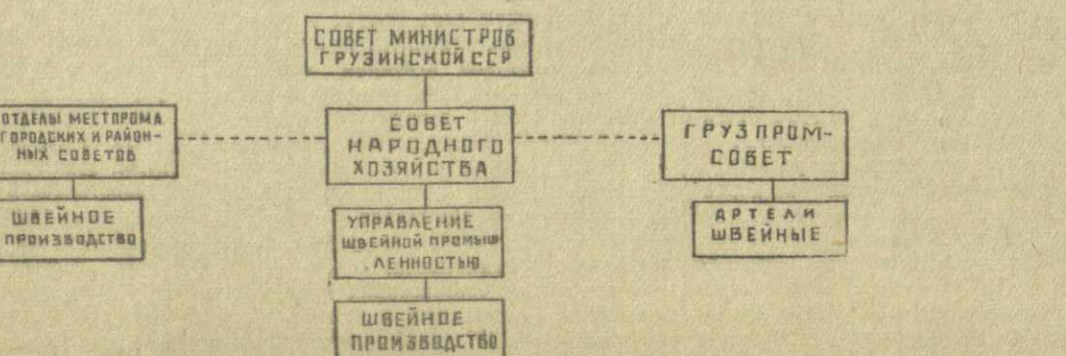 СОВЕТ МИНИСТРОВ
ГРУЗИНСКОЙ ССР
ОТДЕЛЫ МЕСТПРОМА
ГОРОДСКИХ И РАЙОН-
НЫХ СОВЕТОВ
СОВЕТ
НАРОДНОГО
ХОЗЯЙСТВА
ГРУЗПРОМ-
СОВЕТ
ШВЕЙНОЕ
ПРОИЗВОДСТВО
УПРАВЛЕНИЕ
ШВЕЙНОЙ ПРОМЫШ-
ЛЕННОСТЬЮ
АРТЕЛИ
ШВЕЙНЫЕ
ШВЕЙНОЕ
ПРОИЗВОДСТВО